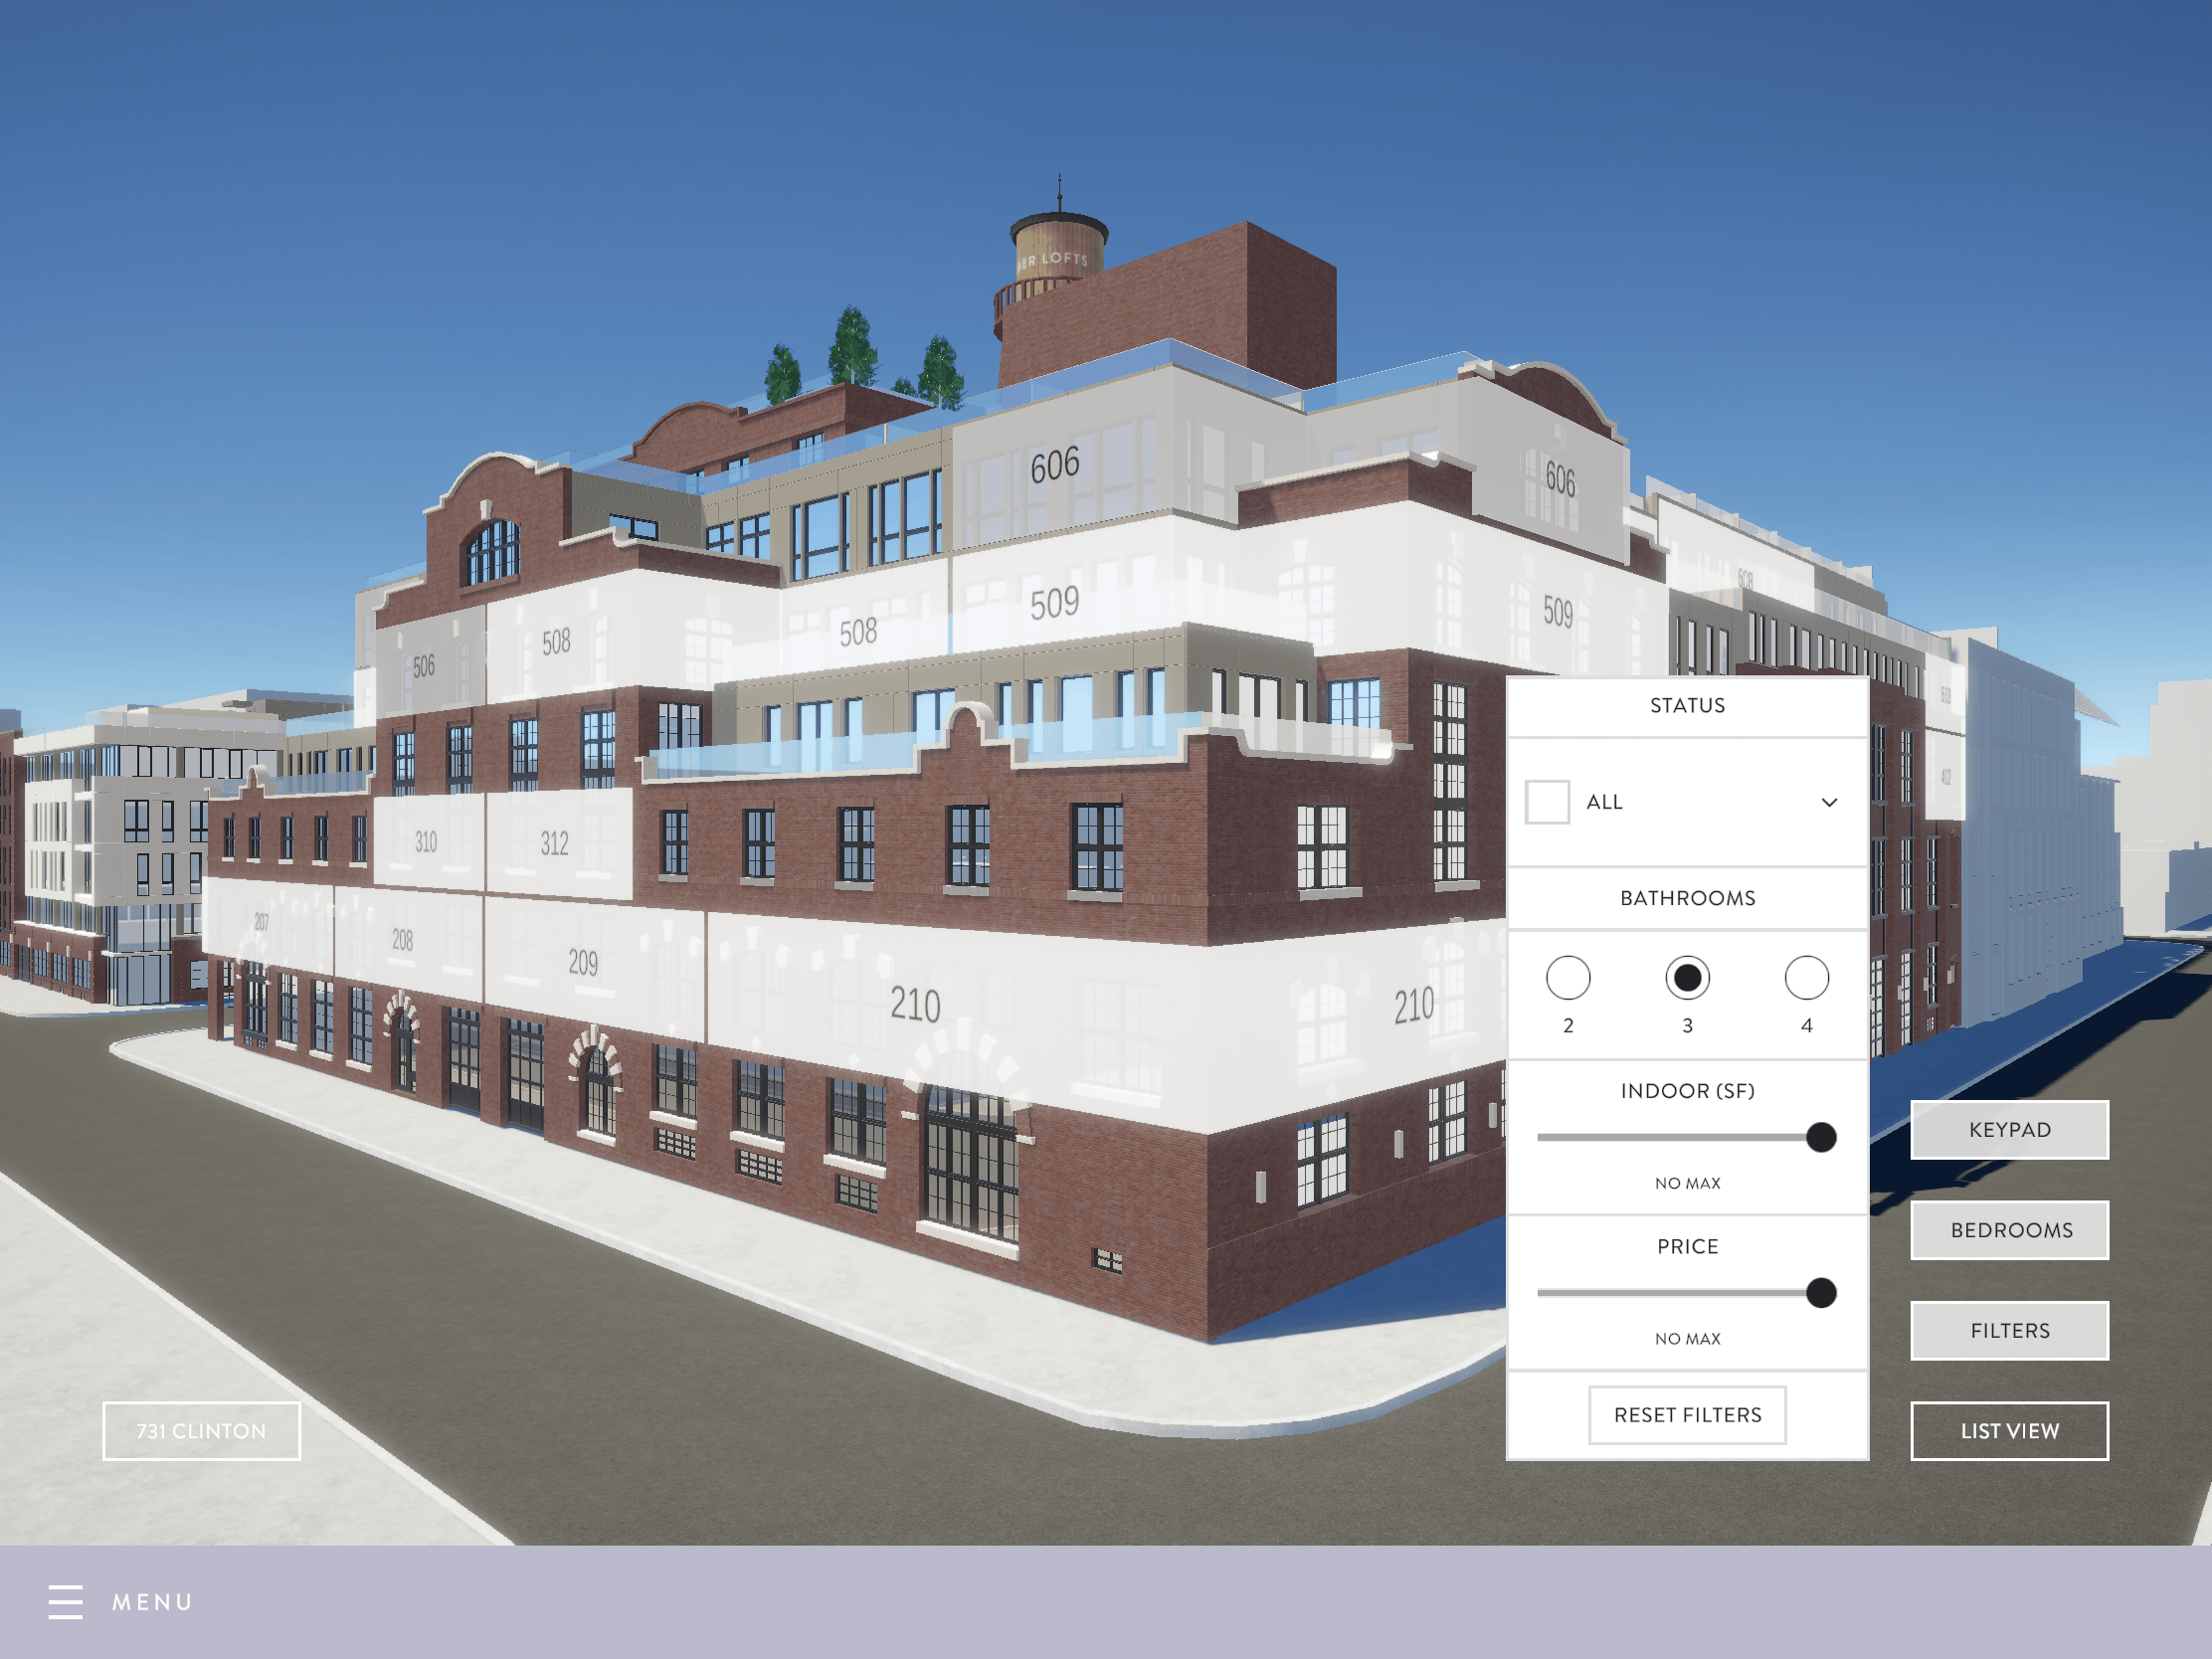 LOFTS
606
606
608
509
509
508
508
506
310
312
207
208
209
210
210
STATUS
ALL
BATHROOMS
2
3
4
INDOOR (SF)
NO MAX
PRICE
NO MAX
RESET FILTERS
KEYPAD
BEDROOMS
FILTERS
LIST VIEW
731 CLINTON
MENU